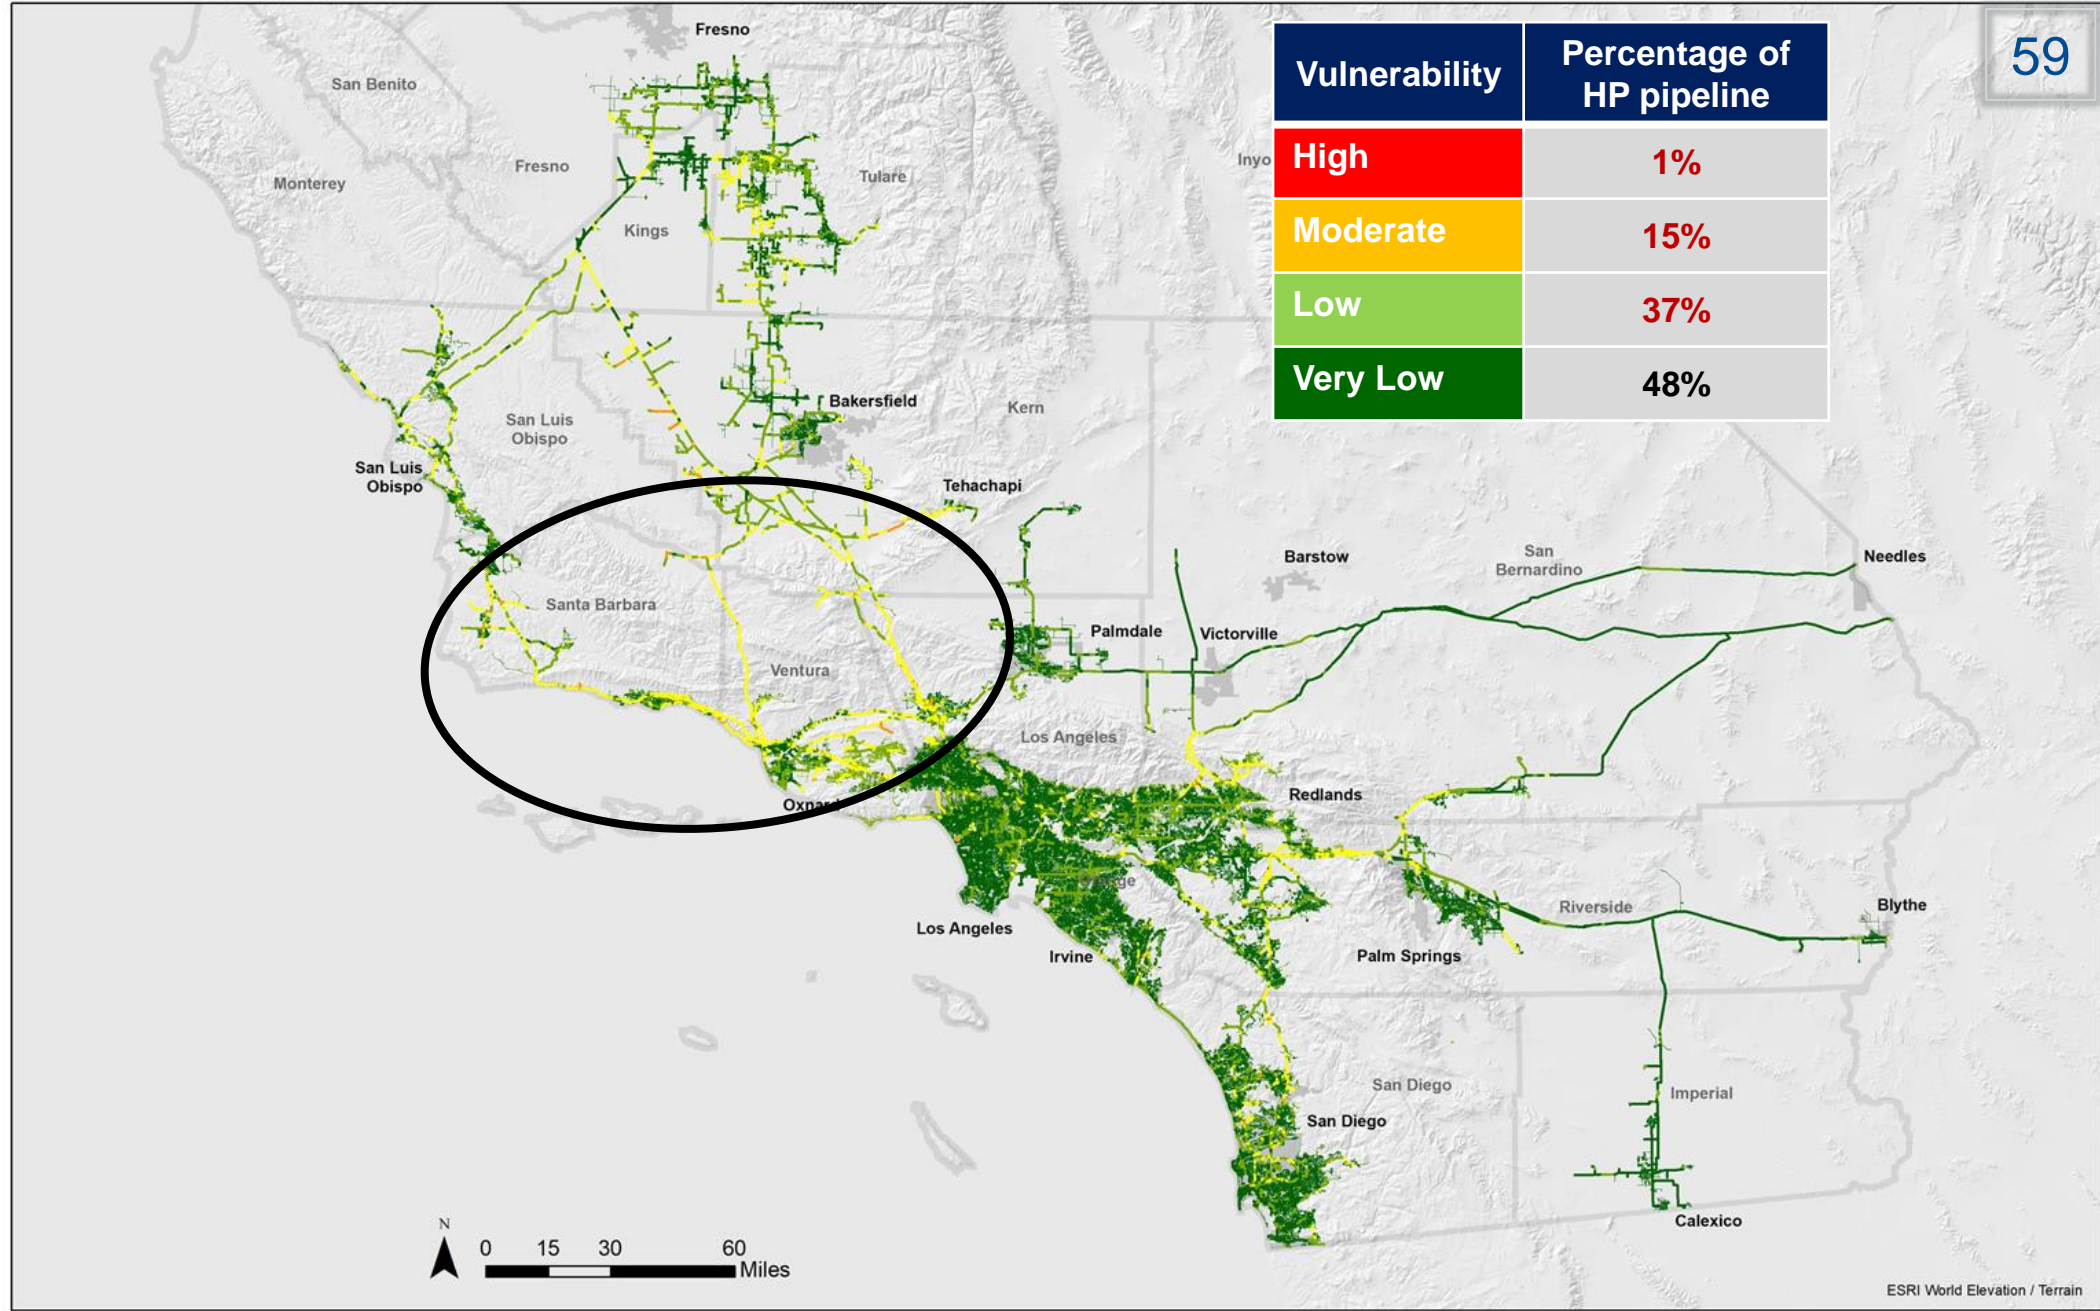 59
Vulnerability
Percentage of
HP pipeline
High
1%
Moderate
15%
Low
37%
Very Low
48%
Fresno
San Benito
Fresno
Monterey
Kings
Tulare
Inyo
Bakersfield
Kern
San Luis
Obispo
San Luis
Obispo
Tehachapi
Barstow
San
Bernardino
Needles
Santa Barbara
Palmdale
Victorville
Ventura
Los Angeles
Redlands
Oxnard
Orange
Los Angeles
Irvine
Palm Springs
Riverside
Blythe
San Diego
San Diego
Imperial
Calexico
N
0 15 30 60
Miles
ESRI World Elevation / Terrain